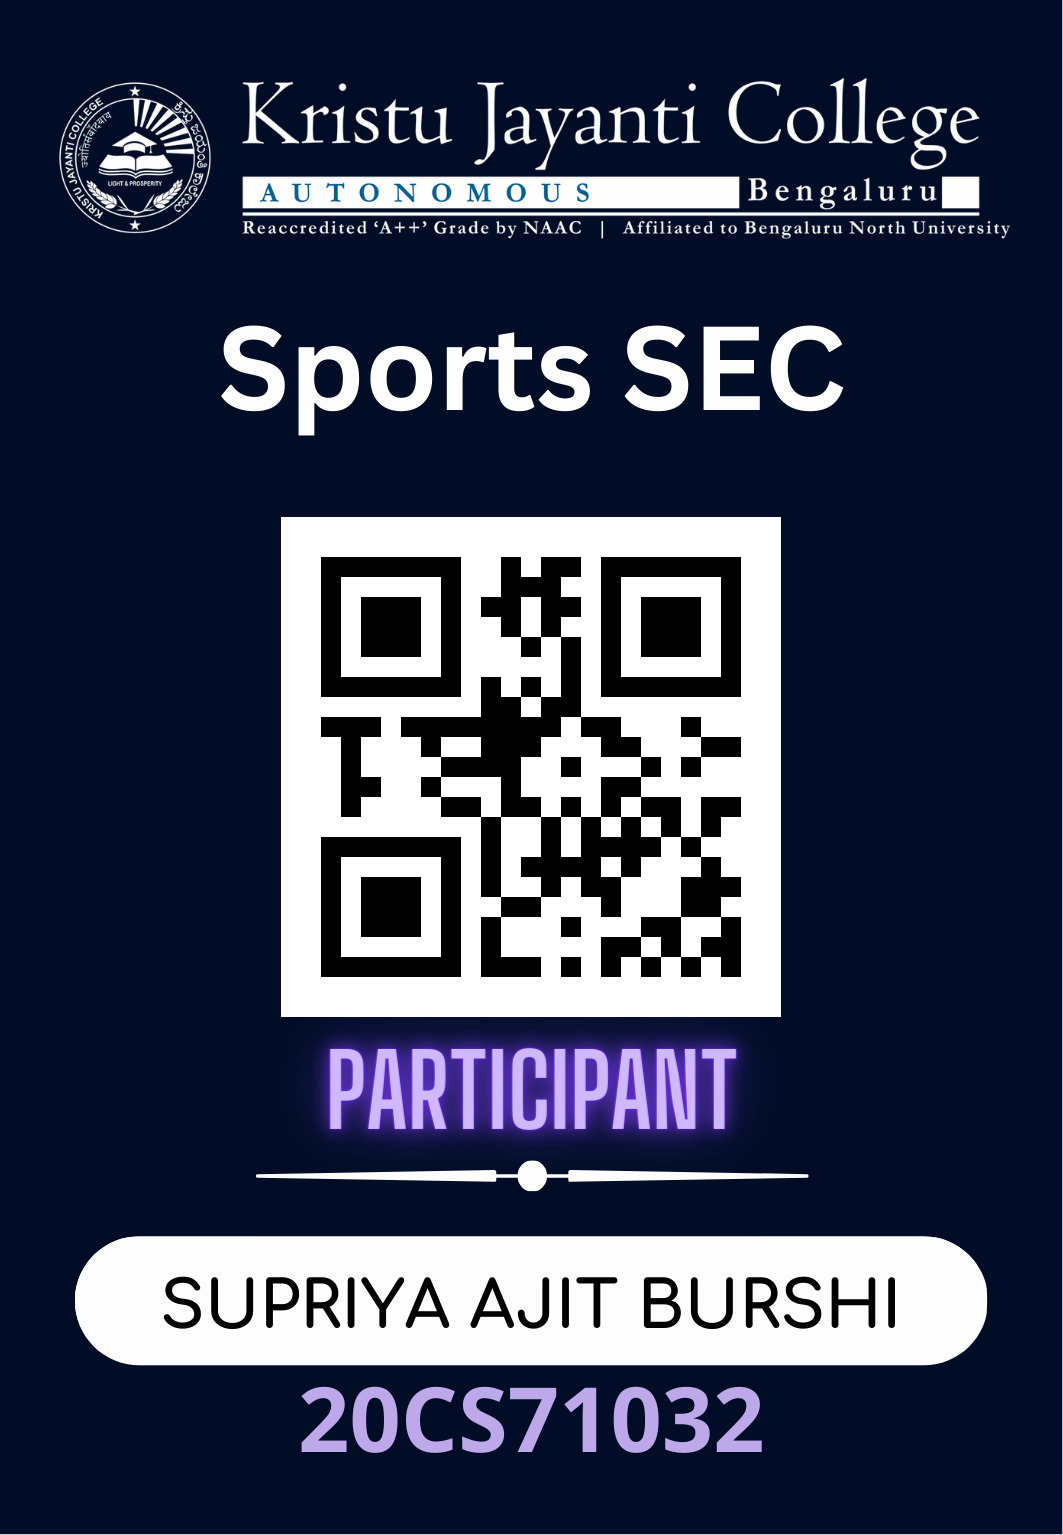 Kristu Jayanti College
AUTONOMOUS Bengaluru
Reaccredited ‘A++’ Grade by NAAC | Affiliated to Bengaluru North University
KRISTU JAYANTI COLLEGE
LIGHT & PROSPERITY
Sports SEC
PARTICIPANT
SUPRIYA AJIT BURSHI
20CS71032